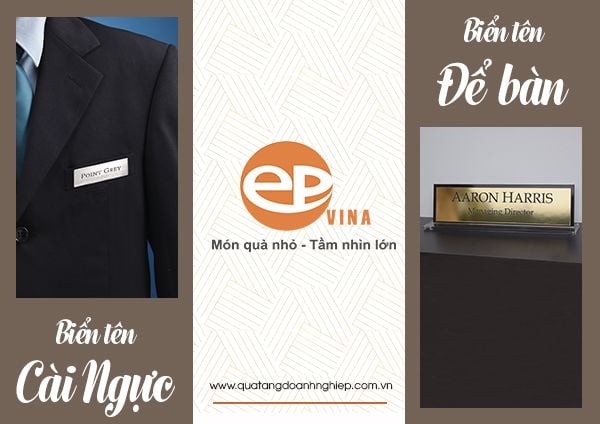 POINT GREY
Biển tên
Cài Ngực
ep
VINA
Món quà nhỏ - Tầm nhìn lớn
www.quatangdoanhnghiep.com.vn
Biển tên
Để bàn
AARON HARRIS
Managing Director